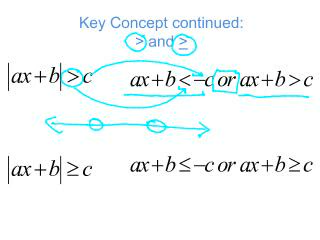 Key Concept continued:
> and ≥
|ax+b|>c
ax+b<−c or ax+b>c
|ax+b|≥c
ax+b≤−c or ax+b≥c